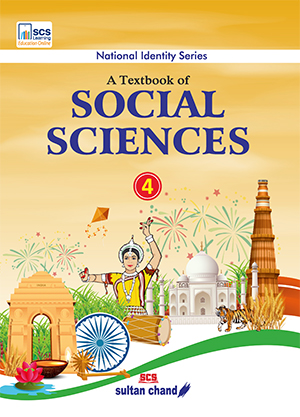 scs
Learning
Education Online
National Identity Series
A Textbook of
SOCIAL
SCIENCES
4
SCS
sultan chand